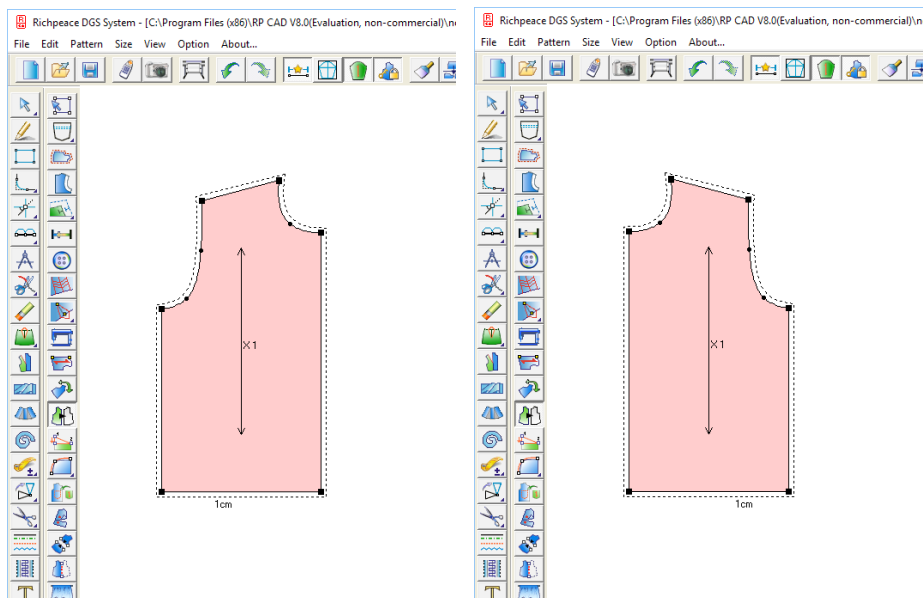 Richpeace DGS System - [C:\Program Files (x86)\RP CAD V8.0(Evaluation, non-commercial)\n
File Edit Pattern Size View Option About...
X1
1cm
Richpeace DGS System - [C:\Program Files (x86)\RP CAD V8.0(Evaluation, non-commercial)\n
File Edit Pattern Size View Option About...
X1
1cm